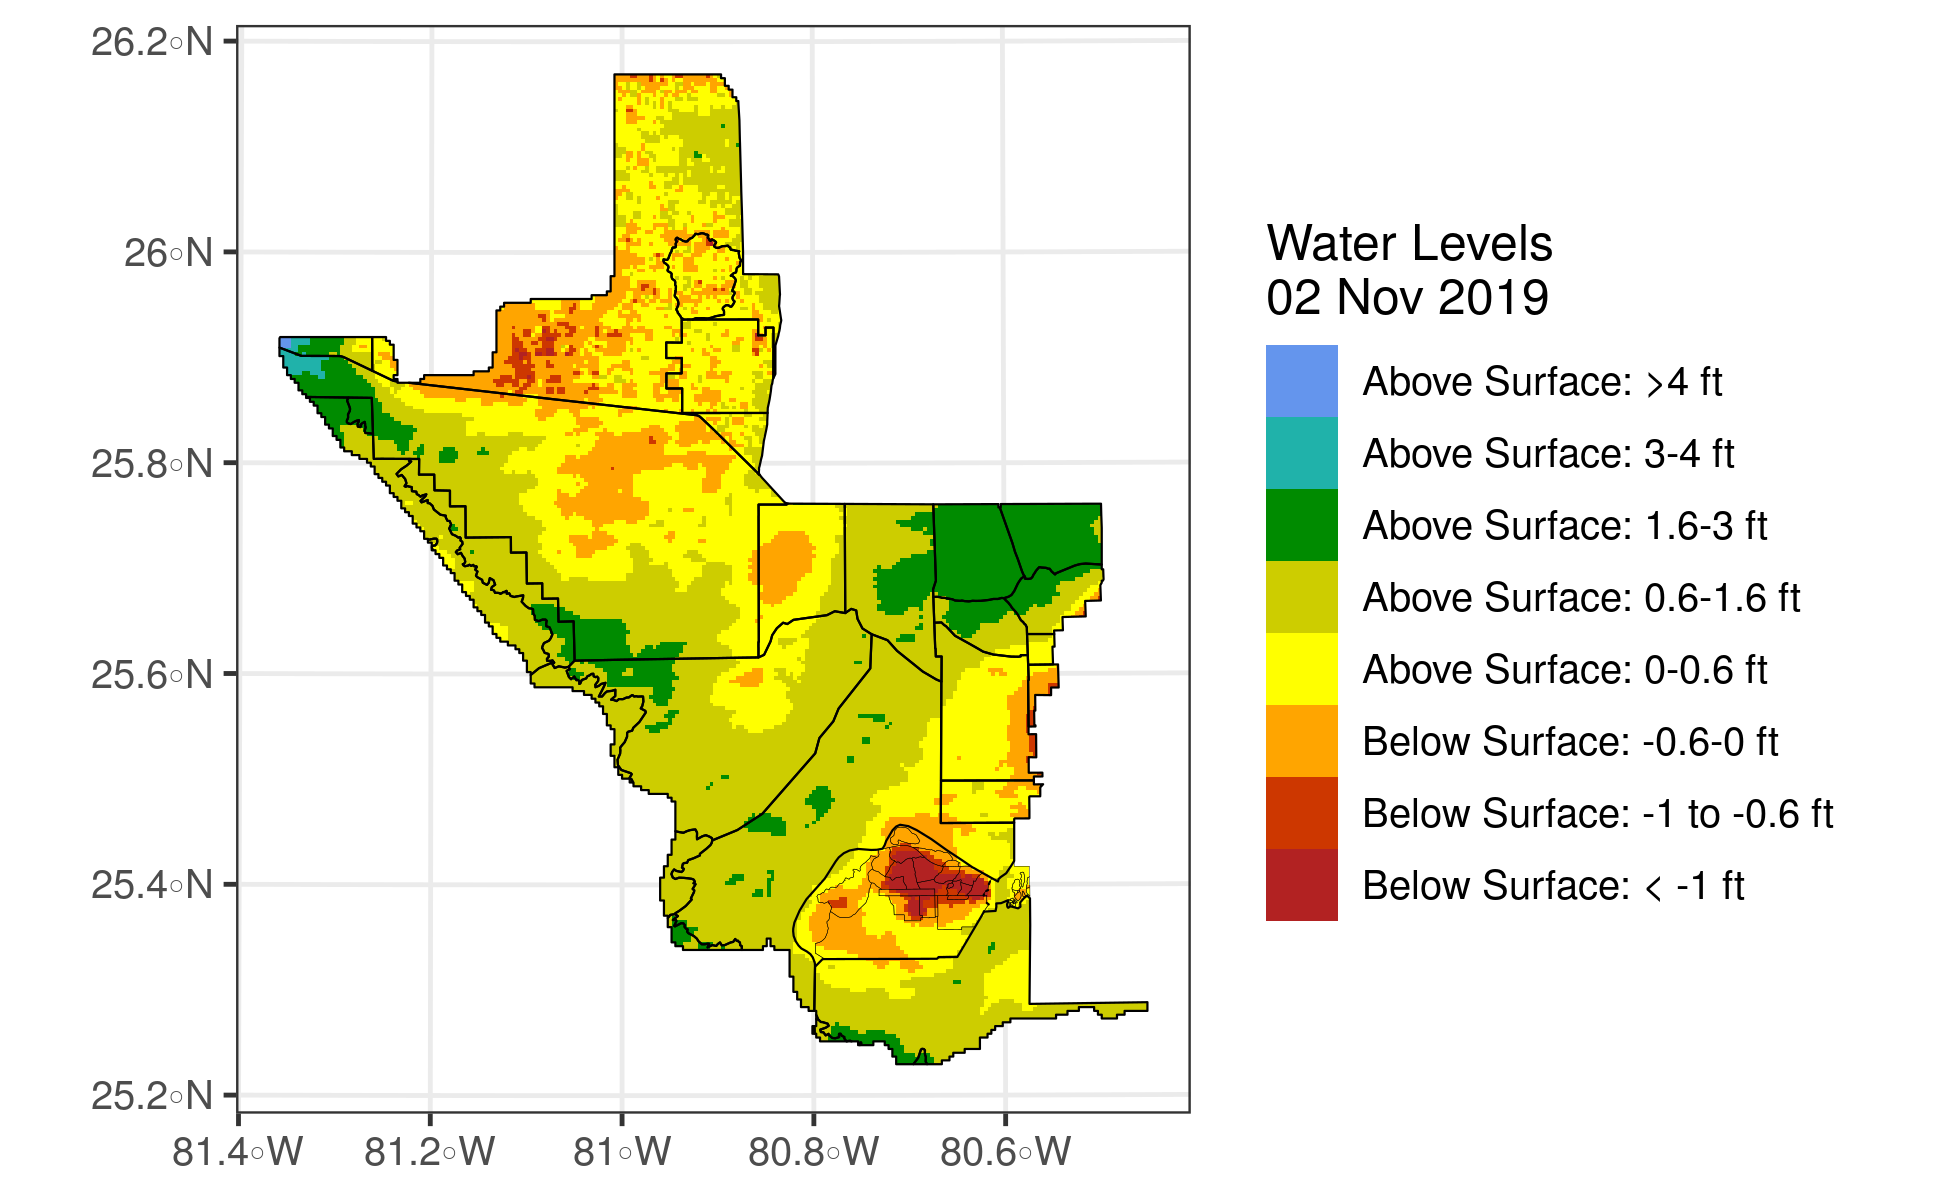 26.2◦N
26◦N
25.8◦N
25.6◦N
25.4◦N
25.2◦N
81.4◦W
81.2◦W
81◦W
80.8◦W
80.6◦W
Water Levels
02 Nov 2019
Above Surface: >4 ft
Above Surface: 3-4 ft
Above Surface: 1.6-3 ft
Above Surface: 0.6-1.6 ft
Above Surface: 0-0.6 ft
Below Surface: -0.6-0 ft
Below Surface: -1 to -0.6 ft
Below Surface: < -1 ft